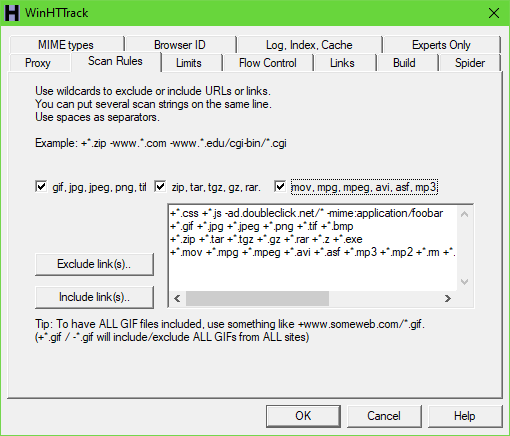 WinHTTrack
MIME types Browser ID Log, Index, Cache Experts Only
Proxy Scan Rules Limits Flow Control Links Build Spider
Use wildcards to exclude or include URLs or links.
You can put several scan strings on the same line.
Use spaces as separators.
Example: +*.zip -www.*.com -www.*.edu/cgi-bin/*.cgi
gif, jpg, jpeg, png, tif zip, tar, tgz, gz, rar. mov, mpg, mpeg, avi, asf, mp3
+*.css +*.js -ad.doubleclick.net/* -mime:application/foobar
+*.gif +*.jpg +*.jpeg +*.png +*.tif +*.bmp
+*.zip +*.tar +*.tgz +*.gz +*.rar +*.z +*.exe
+*.mov +*.mpg +*.mpeg +*.avi +*.asf +*.mp3 +*.mp2 +*.rm +*.
Exclude link(s)..
Include link(s)..
Tip: To have ALL GIF files included, use something like +www.someweb.com/*.gif.
(+*.gif / -*.gif will include/exclude ALL GIFs from ALL sites)
OK Cancel Help